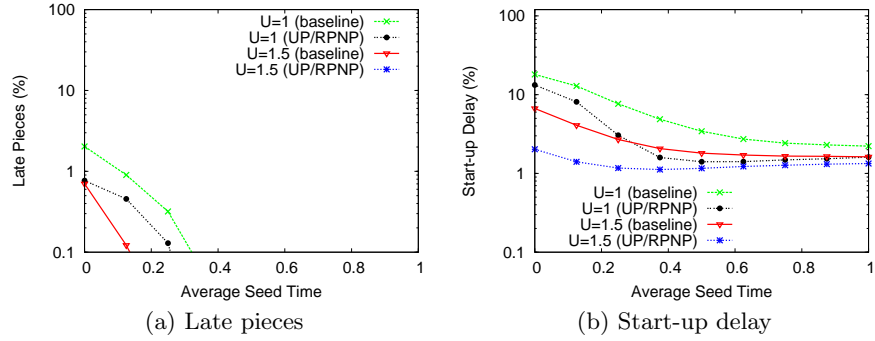 100
10
1
0.1
0
0.2
0.4
0.6
0.8
1
Late Pieces (%)
Average Seed Time
U=1 (baseline)
U=1 (UP/RPNP)
U=1.5 (baseline)
U=1.5 (UP/RPNP)
(a) Late pieces
100
10
1
0.1
0
0.2
0.4
0.6
0.8
1
Start-up Delay (%)
Average Seed Time
U=1 (baseline)
U=1 (UP/RPNP)
U=1.5 (baseline)
U=1.5 (UP/RPNP)
(b) Start-up delay